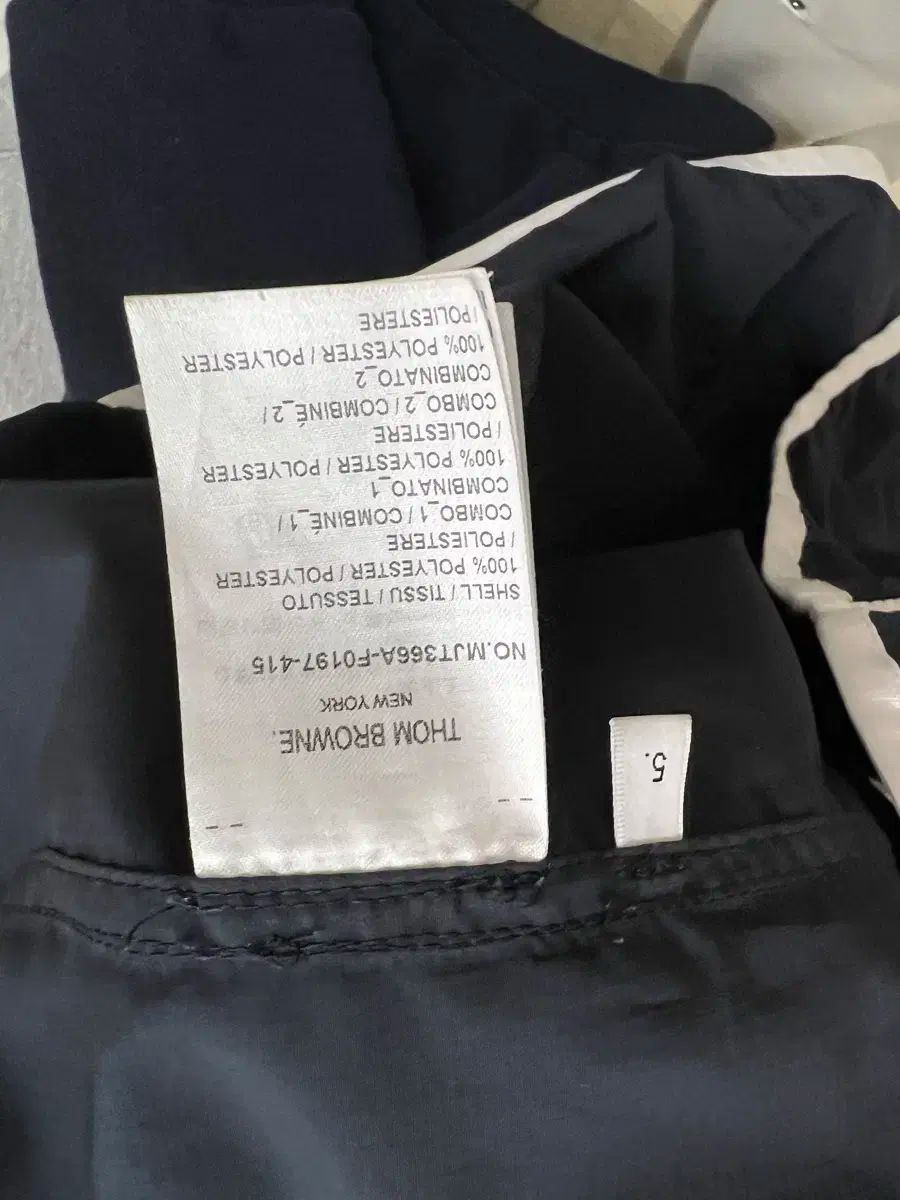 THOM BROWNE.
NEW YORK
NO.MJT366A-F0197-415
SHELL / TISSU / TESSUTO
100% POLYESTER / POLYESTER
/ POLIESTERE
COMBO_1 / COMBINÉ_1 /
COMBINATO_1
100% POLYESTER / POLYESTER
/ POLIESTERE
COMBO_2 / COMBINÉ_2 /
COMBINATO_2
100% POLYESTER / POLYESTER
/ POLIESTERE
5.